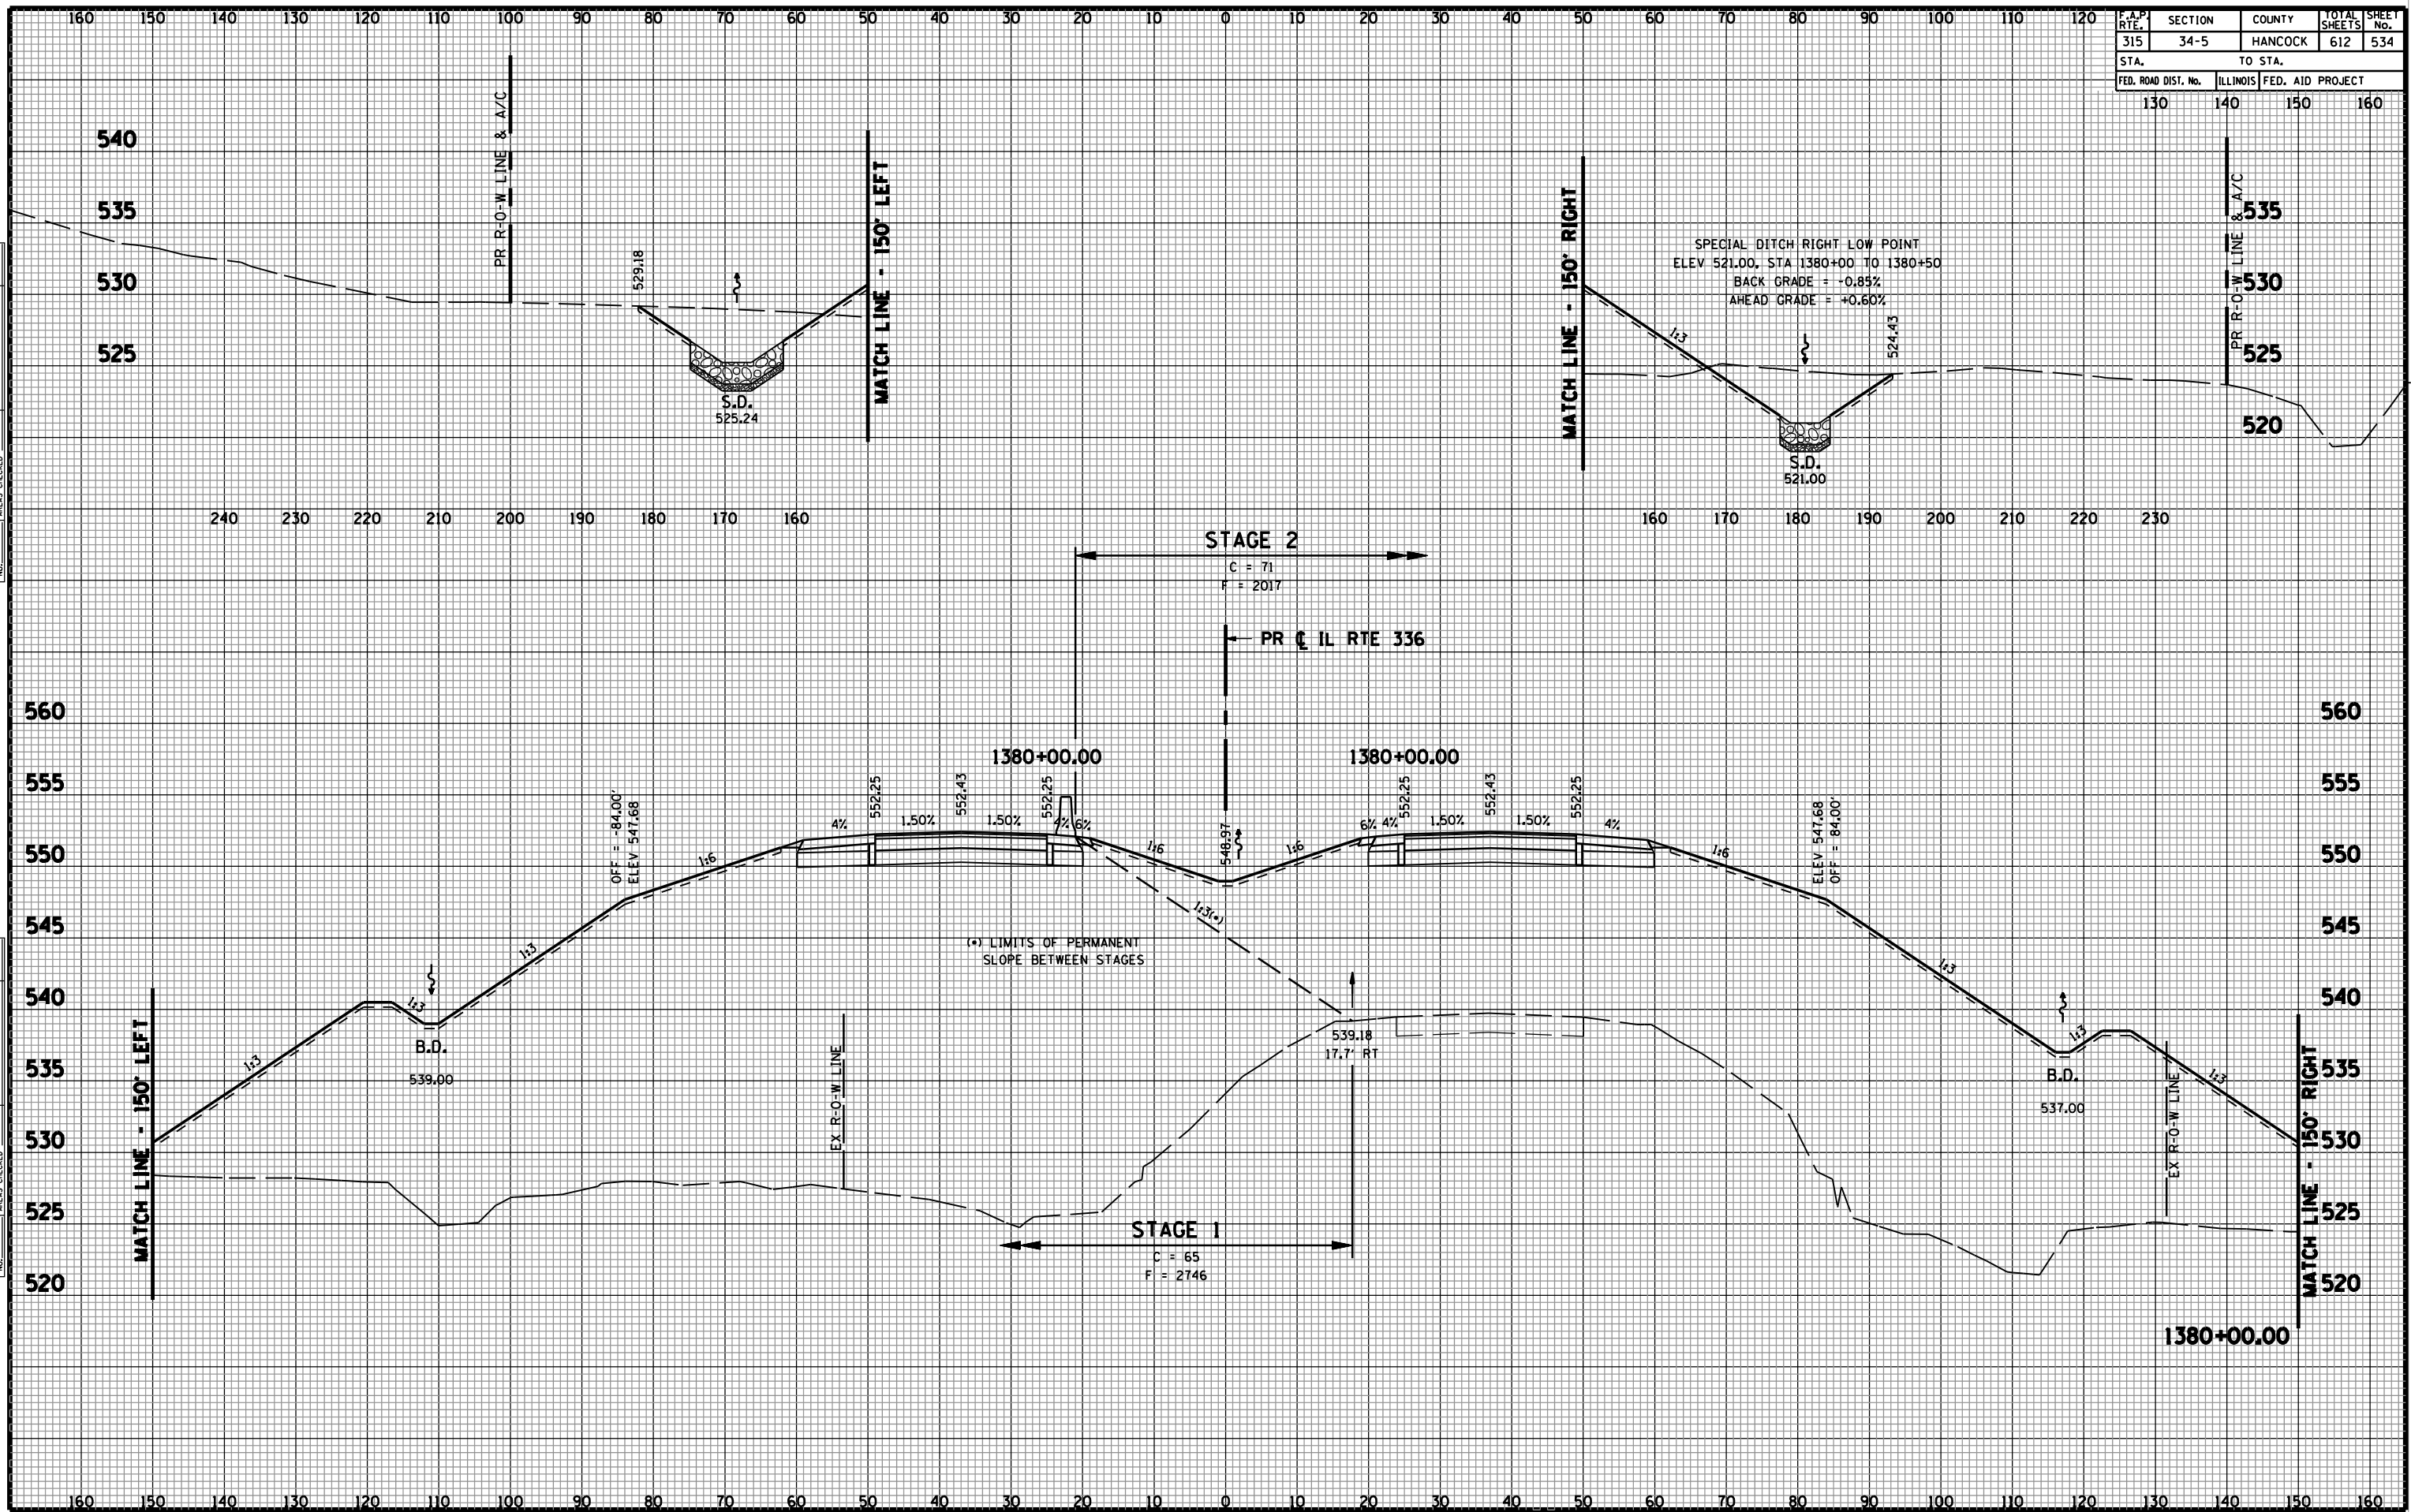 160 150 140 130 120 110 100 90 80 70 60 50 40 30 20 10 0 10 20 30 40 50 60 70 80 90 100 110 120
F.A.P. RTE. SECTION COUNTY TOTAL SHEETS SHEET No.
315 34-5 HANCOCK 612 534
STA. TO STA.
FED. ROAD DIST. No. ILLINOIS FED. AID PROJECT
130 140 150 160
540
535
530
525
PR R-O-W LINE & A/C
529.18
S.D.
525.24
MATCH LINE - 150' LEFT
MATCH LINE - 150' RIGHT
SPECIAL DITCH RIGHT LOW POINT
ELEV 521.00, STA 1380+00 TO 1380+50
BACK GRADE = -0.85%
AHEAD GRADE = +0.60%
1:3
524.43
S.D.
521.00
PR R-O-W LINE & A/C
535
530
525
520
240 230 220 210 200 190 180 170 160
160 170 180 190 200 210 220 230
STAGE 2
C = 71
F = 2017
PR ℄ IL RTE 336
560
555
550
545
540
535
530
525
520
560
555
550
545
540
535
530
525
520
1380+00.00
1380+00.00
OFF = -84.00'
ELEV 547.68
552.25
552.43
552.25
548.97
552.25
552.43
552.25
ELEV 547.68
OFF = 84.00'
4% 1.50% 1.50% 4% 6%
6% 4% 1.50% 1.50% 4%
1:6
1:6
1:6
1:6
1:3
1:3
1:3
1:3(*)
1:3
1:3
1:3
(*) LIMITS OF PERMANENT
SLOPE BETWEEN STAGES
B.D.
539.00
EX R-O-W LINE
539.18
17.7' RT
B.D.
537.00
EX R-O-W LINE
MATCH LINE - 150' LEFT
MATCH LINE - 150' RIGHT
STAGE 1
C = 65
F = 2746
1380+00.00
160 150 140 130 120 110 100 90 80 70 60 50 40 30 20 10 0 10 20 30 40 50 60 70 80 90 100 110 120 130 140 150 160